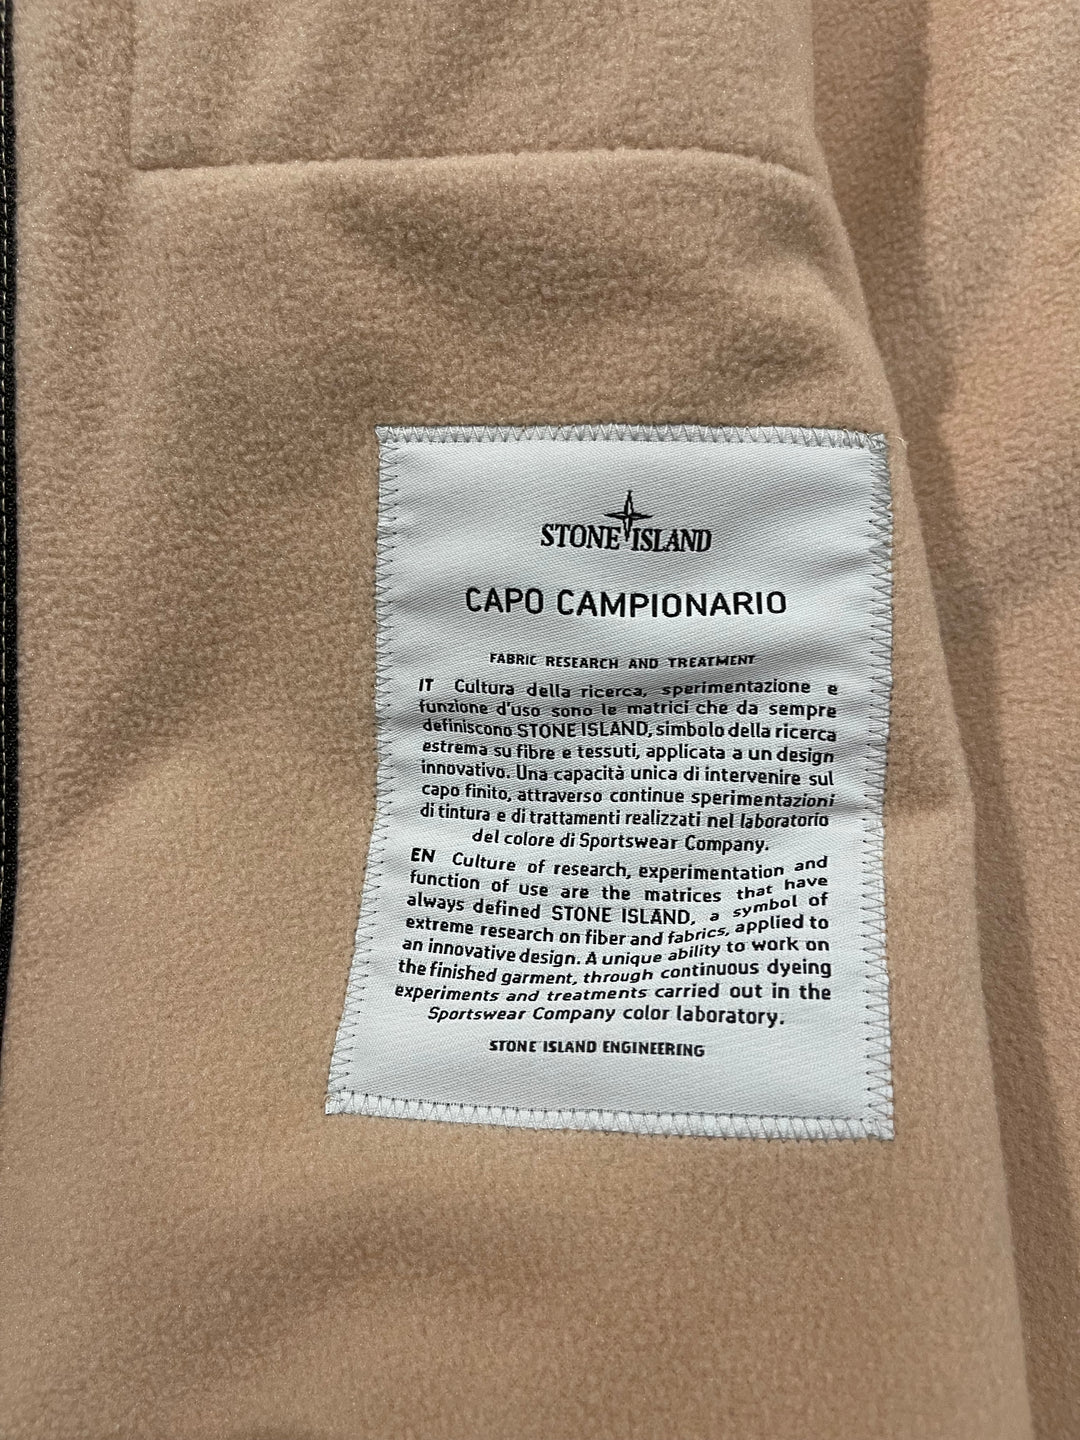 STONE ISLAND
CAPO CAMPIONARIO
FABRIC RESEARCH AND TREATMENT
IT Cultura della ricerca, sperimentazione e
funzione d'uso sono le matrici che da sempre
definiscono STONE ISLAND, simbolo della ricerca
estrema su fibre e tessuti, applicata a un design
innovativo. Una capacità unica di intervenire sul
capo finito, attraverso continue sperimentazioni
di tintura e di trattamenti realizzati nel laboratorio
del colore di Sportswear Company.
EN Culture of research, experimentation and
function of use are the matrices that have
always defined STONE ISLAND, a symbol of
extreme research on fiber and fabrics, applied to
an innovative design. A unique ability to work on
the finished garment, through continuous dyeing
experiments and treatments carried out in the
Sportswear Company color laboratory.
STONE ISLAND ENGINEERING